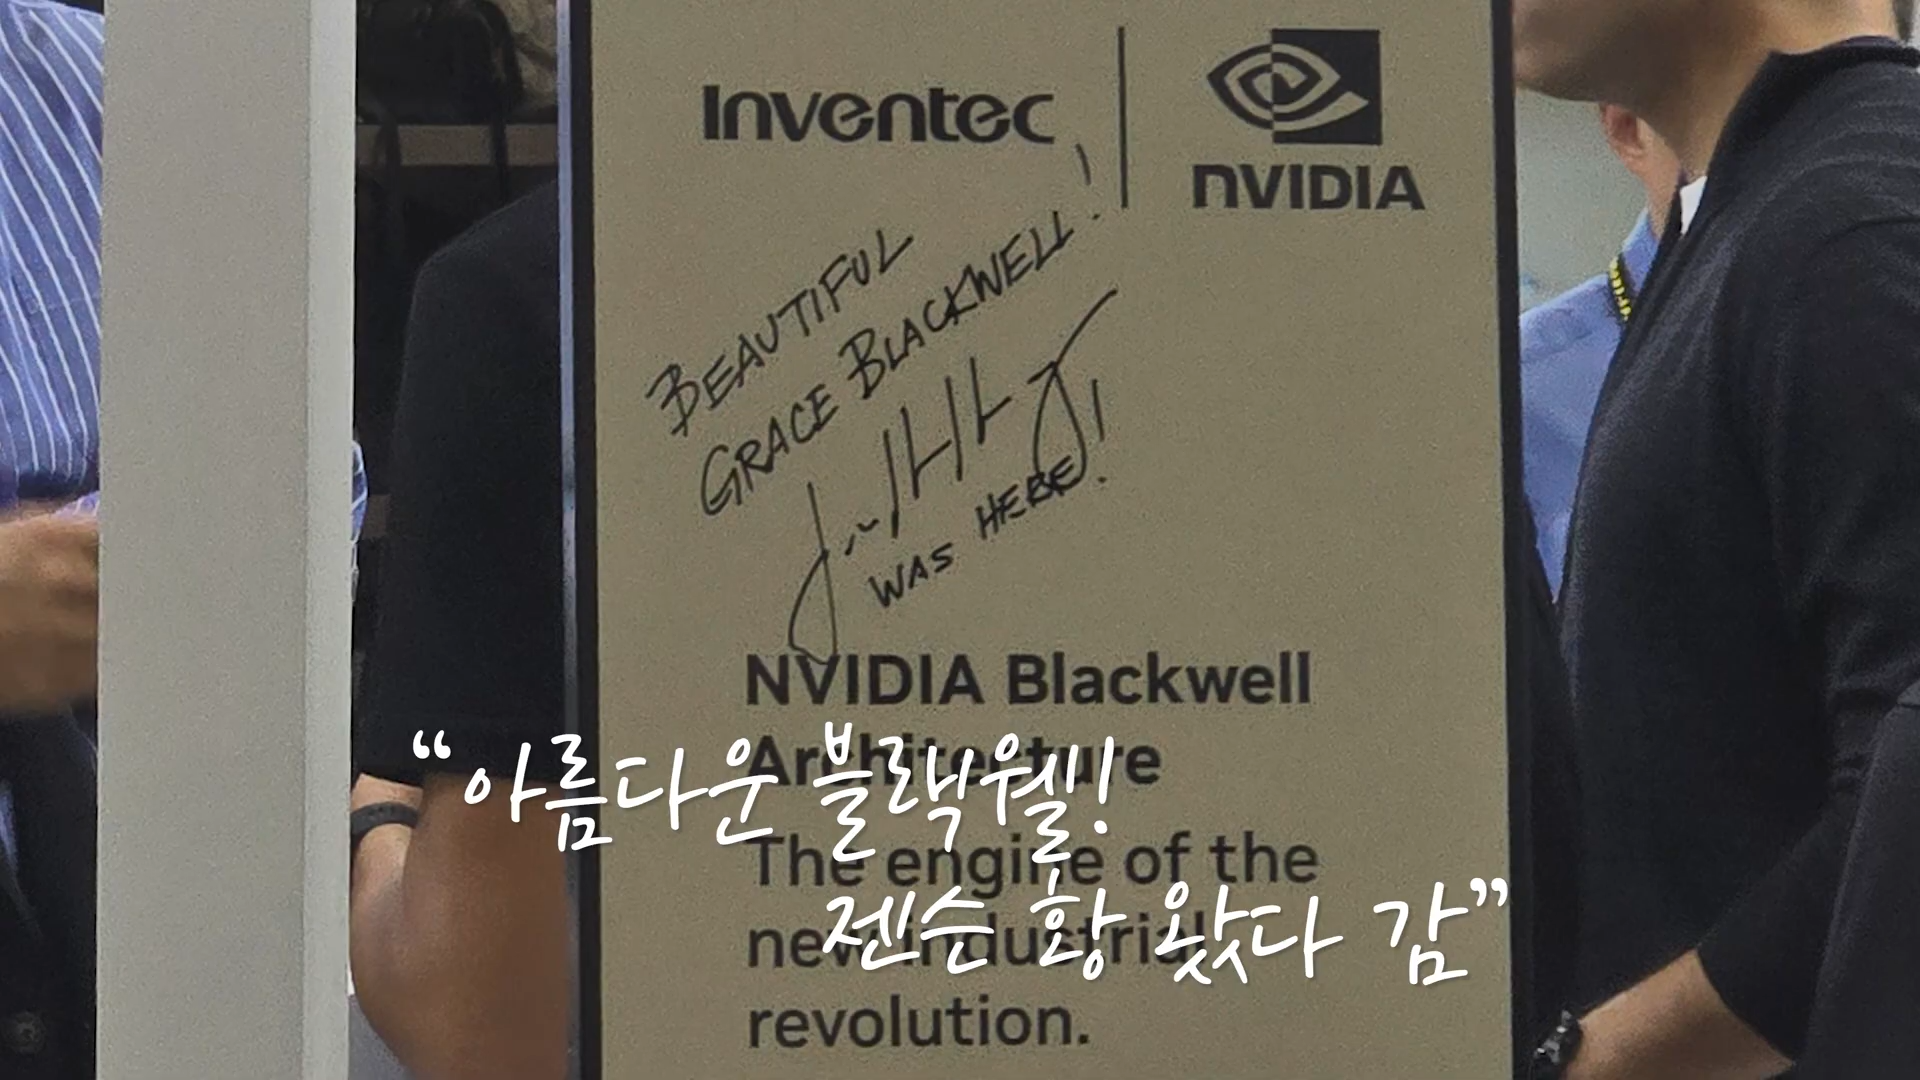 Inventec
NVIDIA
BEAUTIFUL
GRACE BLACKWELL!
WAS HERE!
NVIDIA Blackwell
Architecture
The engine of the
new industrial
revolution.
“아름다운 블랙웰!
젠슨 황 왔다 감”